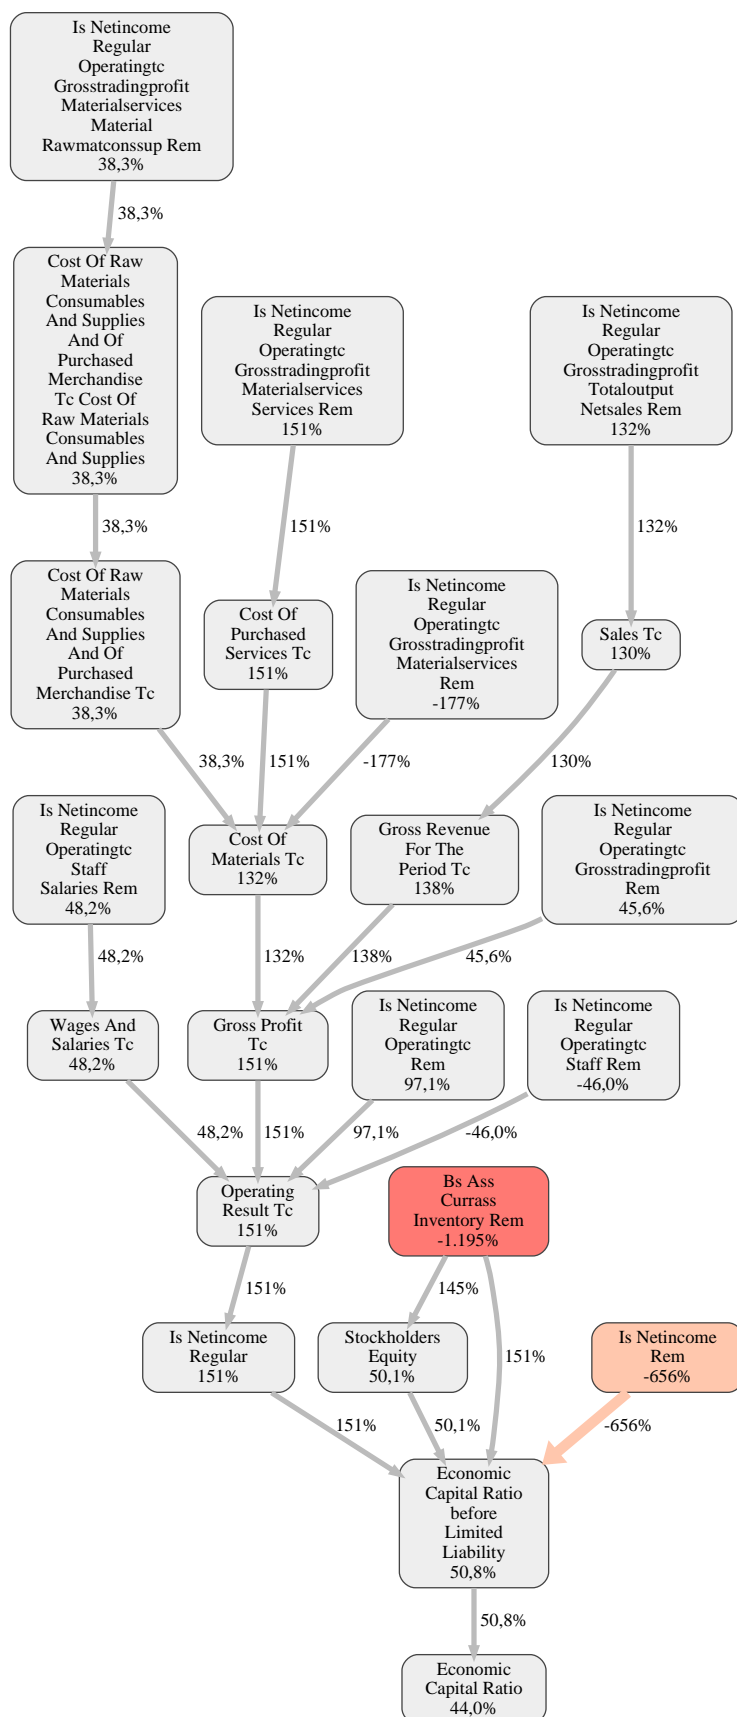 Is Netincome
Regular
Operatingtc
Grosstradingprofit
Materialservices
Material
Rawmatconssup Rem
38,3%
38,3%
Cost Of Raw
Materials
Consumables
And Supplies
And Of
Purchased
Merchandise
Tc Cost Of
Raw Materials
Consumables
And Supplies
38,3%
Is Netincome
Regular
Operatingtc
Grosstradingprofit
Materialservices
Services Rem
151%
Is Netincome
Regular
Operatingtc
Grosstradingprofit
Totaloutput
Netsales Rem
132%
38,3%
151%
132%
Cost Of Raw
Materials
Consumables
And Supplies
And Of
Purchased
Merchandise Tc
38,3%
Cost Of
Purchased
Services Tc
151%
Is Netincome
Regular
Operatingtc
Grosstradingprofit
Materialservices
Rem
-177%
Sales Tc
130%
38,3%
151%
-177%
130%
Is Netincome
Regular
Operatingtc
Staff
Salaries Rem
48,2%
Cost Of
Materials Tc
132%
Gross Revenue
For The
Period Tc
138%
Is Netincome
Regular
Operatingtc
Grosstradingprofit
Rem
45,6%
48,2%
132%
138%
45,6%
Wages And
Salaries Tc
48,2%
Gross Profit
Tc
151%
Is Netincome
Regular
Operatingtc
Rem
97,1%
Is Netincome
Regular
Operatingtc
Staff Rem
-46,0%
48,2%
151%
97,1%
-46,0%
Operating
Result Tc
151%
Bs Ass
Currass
Inventory Rem
-1.195%
151%
145%
151%
Is Netincome
Regular
151%
Stockholders
Equity
50,1%
Is Netincome
Rem
-656%
151%
50,1%
-656%
Economic
Capital Ratio
before
Limited
Liability
50,8%
50,8%
Economic
Capital Ratio
44,0%